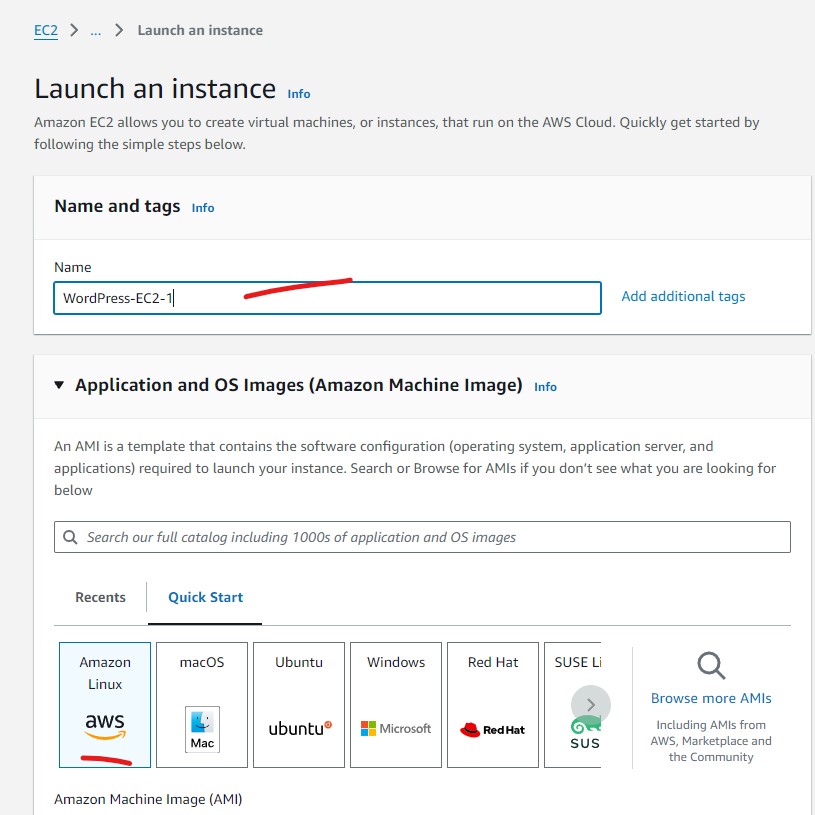 EC2 > ... > Launch an instance
Launch an instance Info
Amazon EC2 allows you to create virtual machines, or instances, that run on the AWS Cloud. Quickly get started by
following the simple steps below.
Name and tags Info
Name
WordPress-EC2-1
Add additional tags
Application and OS Images (Amazon Machine Image) Info
An AMI is a template that contains the software configuration (operating system, application server, and
applications) required to launch your instance. Search or Browse for AMIs if you don't see what you are looking for
below
Search our full catalog including 1000s of application and OS images
Recents
Quick Start
Amazon
Linux
aws
macOS
Mac
Ubuntu
ubuntu
Windows
Microsoft
Red Hat
Red Hat
SUSE Li
SUS
Browse more AMIs
Including AMIs from
AWS, Marketplace and
the Community
Amazon Machine Image (AMI)